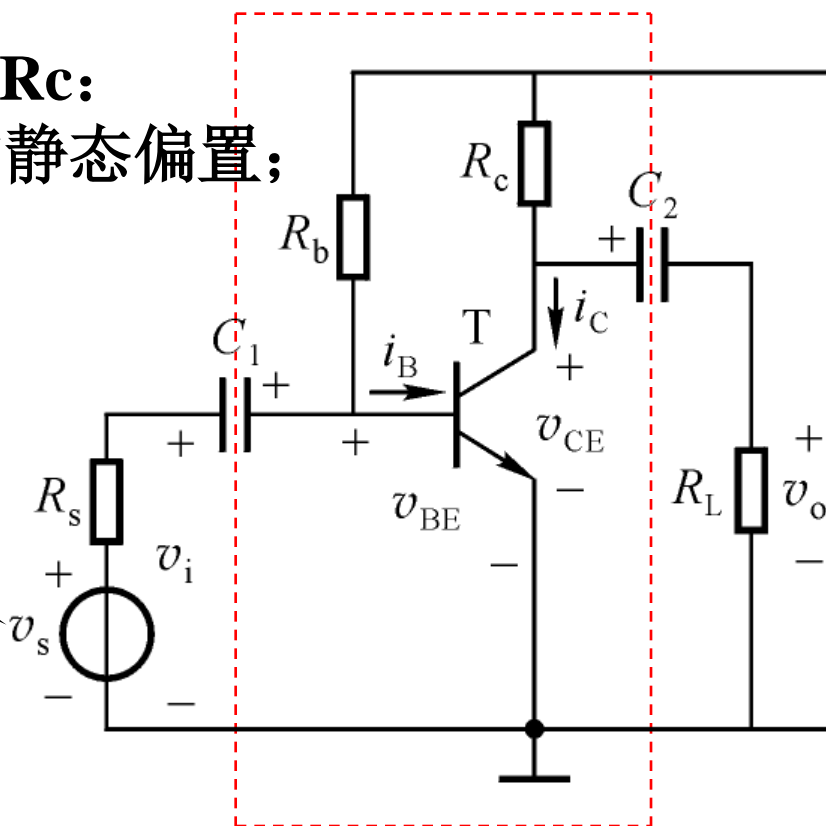 Rc：
静态偏置；
Rc
C2
Rb
iC
T
C1
+
iB
+
+
+
+
vCE
+
Rs
vBE
−
RL
vo
vi
+
−
−
vs
−
−